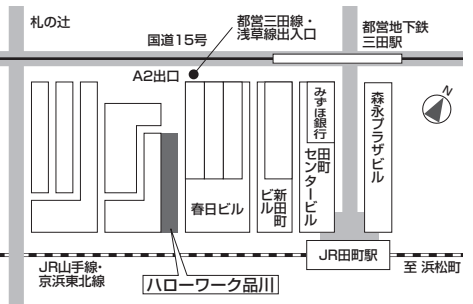 札の辻
国道15号
都営三田線・
浅草線出入口
都営地下鉄
三田駅
A2出口
N
みずほ銀行
田町
センタービル
森永プラザビル
新田町
ビル
春日ビル
JR田町駅
JR山手線・
京浜東北線
ハローワーク品川
至 浜松町